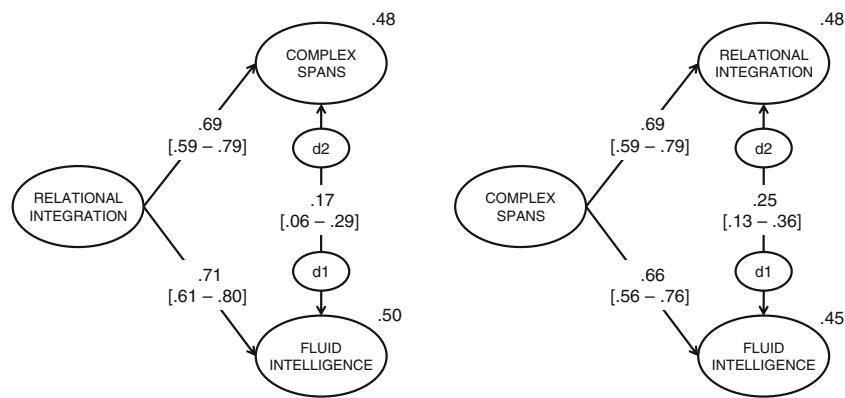 .48
COMPLEX
SPANS
.69
[.59 – .79]
d2
RELATIONAL
INTEGRATION
.17
[.06 – .29]
.71
[.61 – .80]
d1
.50
FLUID
INTELLIGENCE
.48
RELATIONAL
INTEGRATION
.69
[.59 – .79]
d2
COMPLEX
SPANS
.25
[.13 – .36]
.66
[.56 – .76]
d1
.45
FLUID
INTELLIGENCE